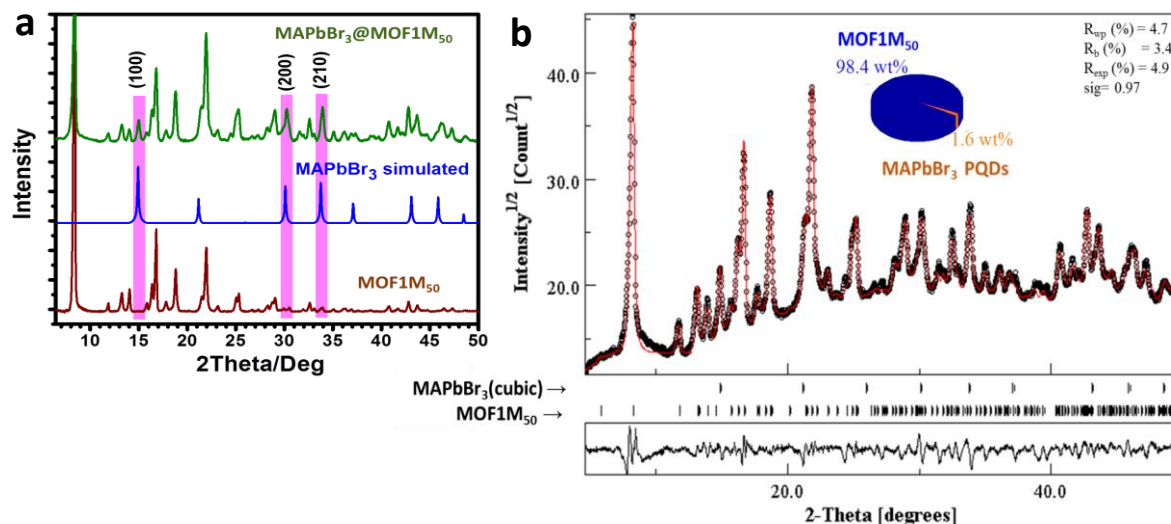 a
MAPbBr₃@MOF1M₅₀
(100)
(200)
(210)
MAPbBr₃ simulated
MOF1M₅₀
Intensity
10 15 20 25 30 35 40 45 50
2Theta/Deg
b
MOF1M₅₀
98.4 wt%
1.6 wt%
MAPbBr₃ PQDs
R_wp (%) = 4.7
R_b (%) = 3.4
R_exp (%) = 4.9
sig= 0.97
Intensity^1/2 [Count^1/2]
40.0
30.0
20.0
MAPbBr₃(cubic) →
MOF1M₅₀ →
20.0 40.0
2-Theta [degrees]